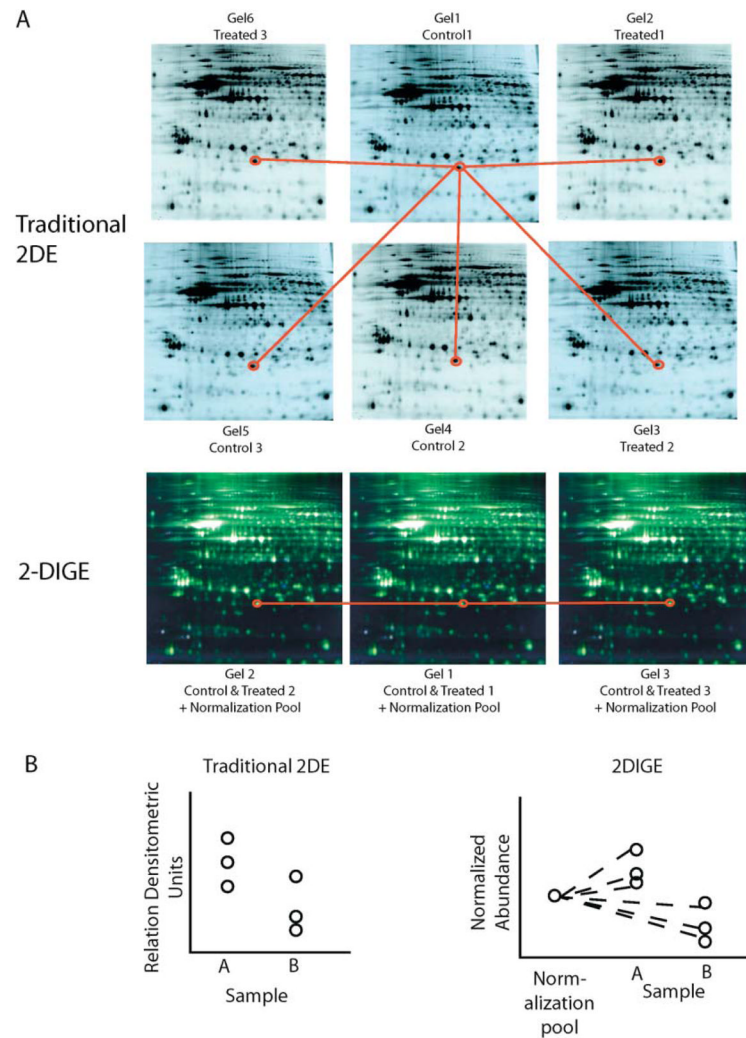 A
Gel6
Treated 3
Gel1
Control1
Gel2
Treated1
Traditional
2DE
Gel5
Control 3
Gel4
Control 2
Gel3
Treated 2
2-DIGE
Gel 2
Control & Treated 2
+ Normalization Pool
Gel 1
Control & Treated 1
+ Normalization Pool
Gel 3
Control & Treated 3
+ Normalization Pool
B
Traditional 2DE
Relation Densitometric
Units
A
B
Sample
2DIGE
Normalized
Abundance
Norm-
alization
pool
A
B
Sample